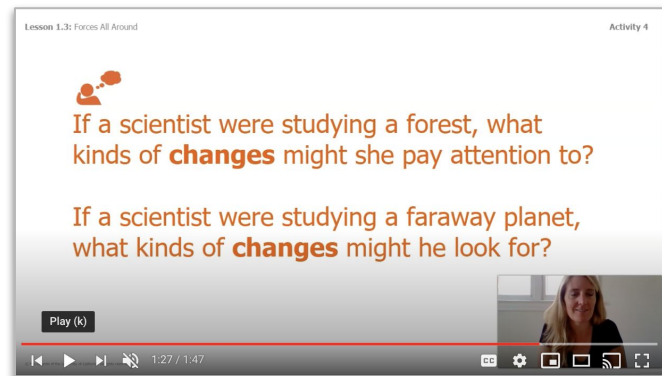 Lesson 1.3: Forces All Around
Activity 4
If a scientist were studying a forest, what
kinds of changes might she pay attention to?
If a scientist were studying a faraway planet,
what kinds of changes might he look for?
Play (k)
1:27 / 1:47
CC